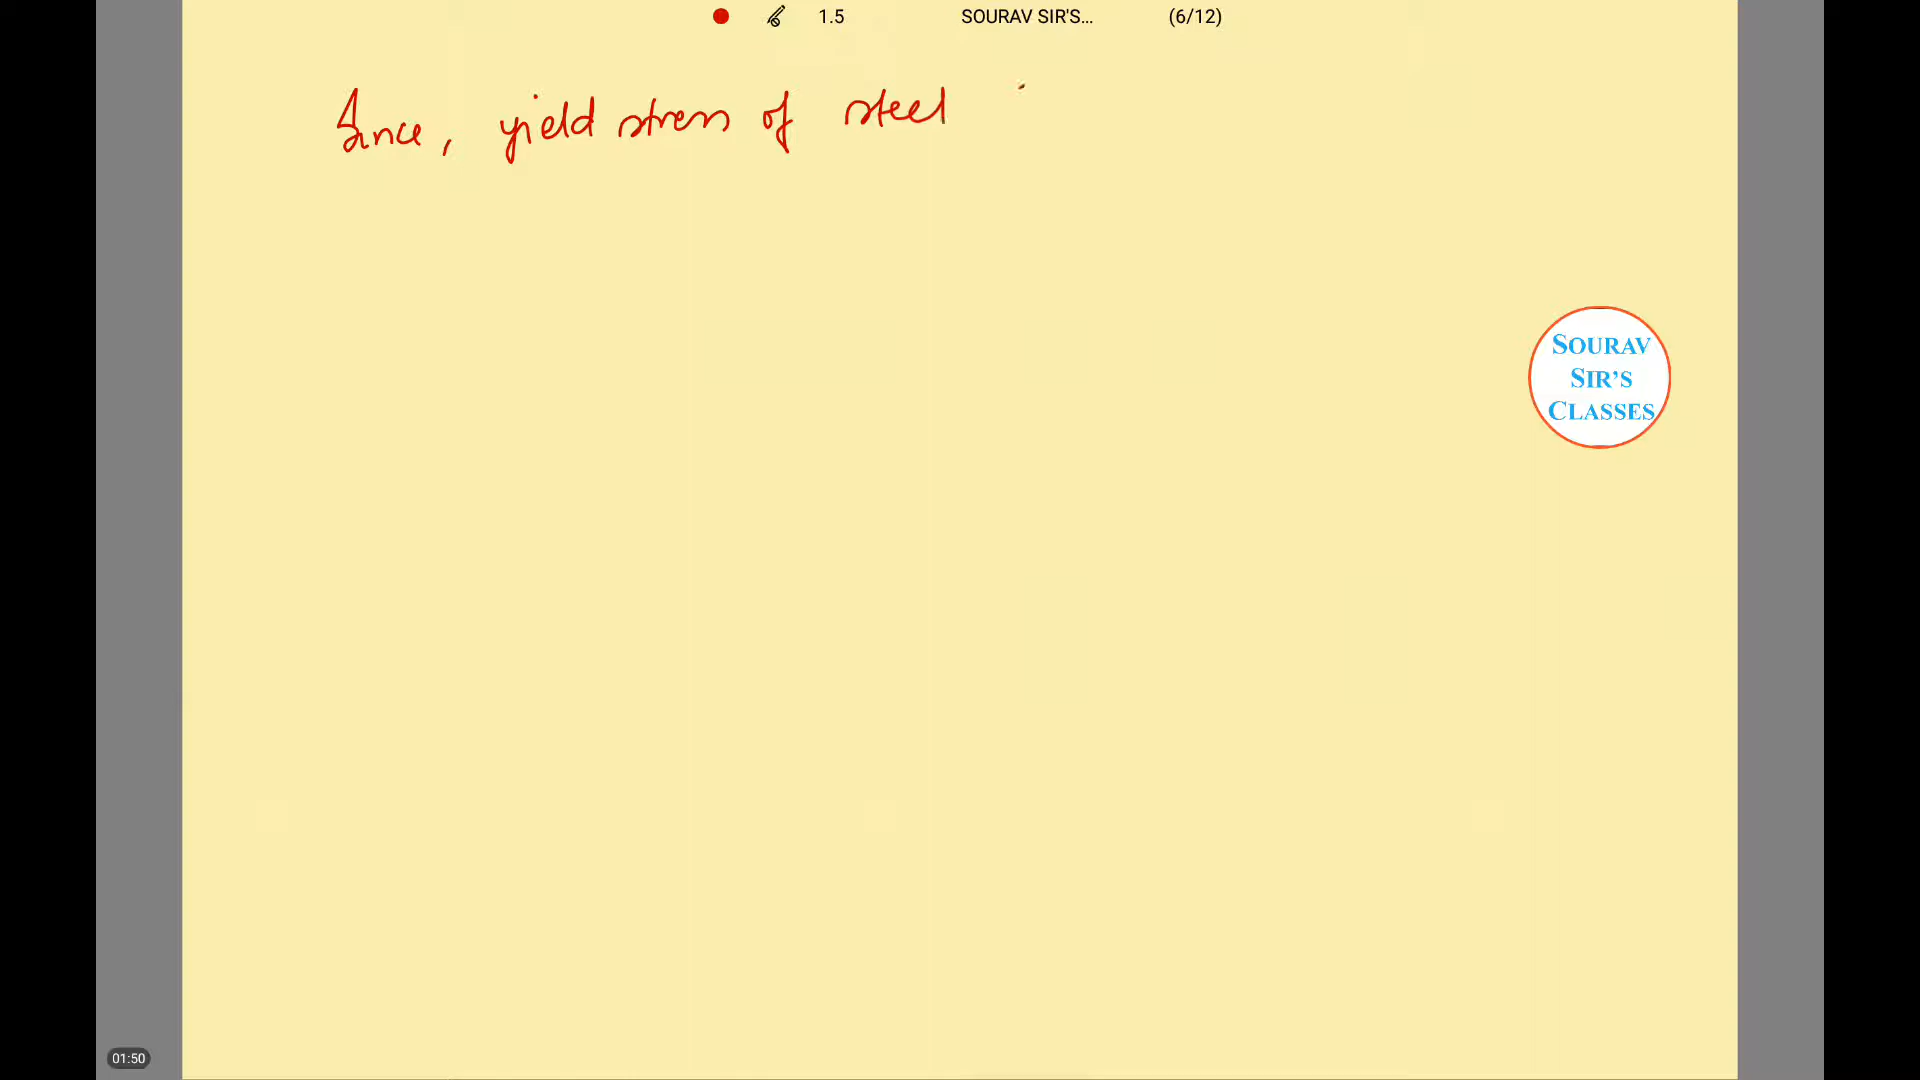 1.5 SOURAV SIR'S... (6/12)
Since, yield stress of steel
SOURAV
SIR'S
CLASSES
01:50